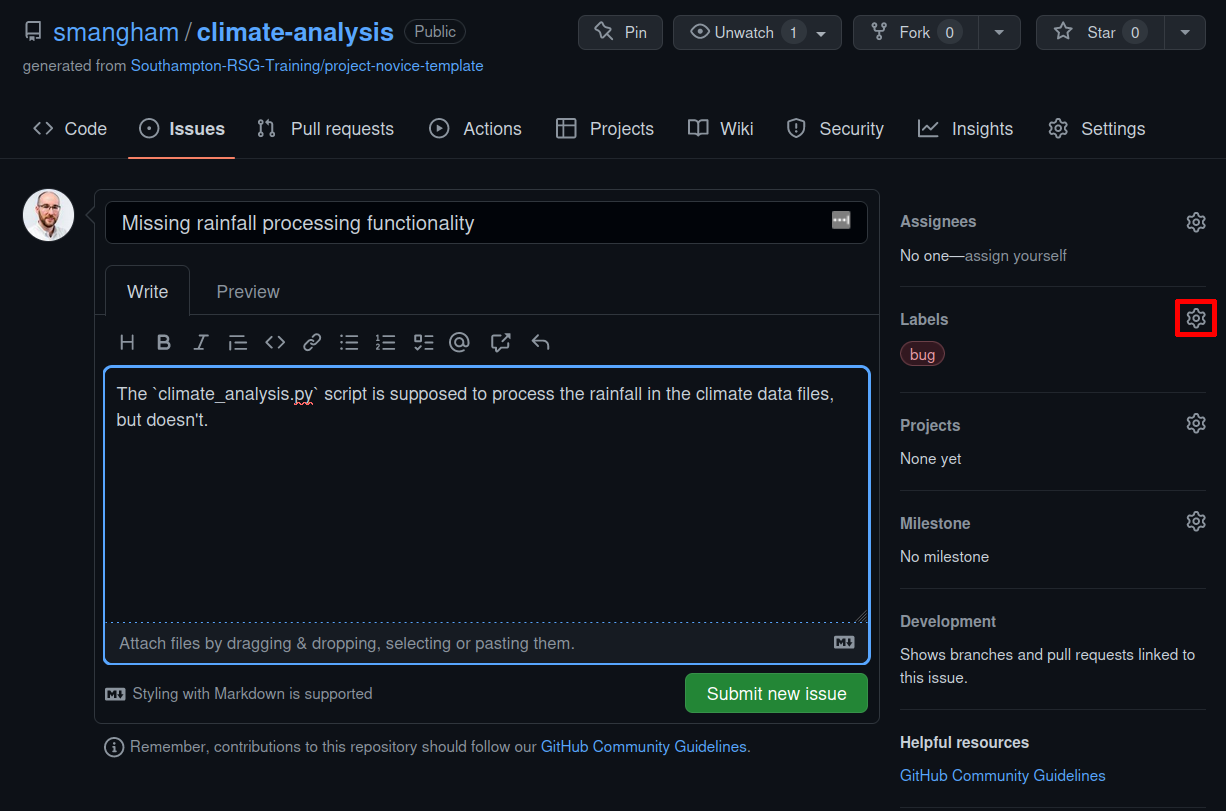 smangham / climate-analysis Public
Pin
Unwatch 1
Fork 0
Star 0
generated from Southampton-RSG-Training/project-novice-template
Code Issues Pull requests Actions Projects Wiki Security Insights Settings
Missing rainfall processing functionality
Write Preview
The `climate_analysis.py` script is supposed to process the rainfall in the climate data files,
but doesn't.
Attach files by dragging & dropping, selecting or pasting them.
Styling with Markdown is supported
Submit new issue
Remember, contributions to this repository should follow our GitHub Community Guidelines.
Assignees
No one—assign yourself
Labels
bug
Projects
None yet
Milestone
No milestone
Development
Shows branches and pull requests linked to
this issue.
Helpful resources
GitHub Community Guidelines